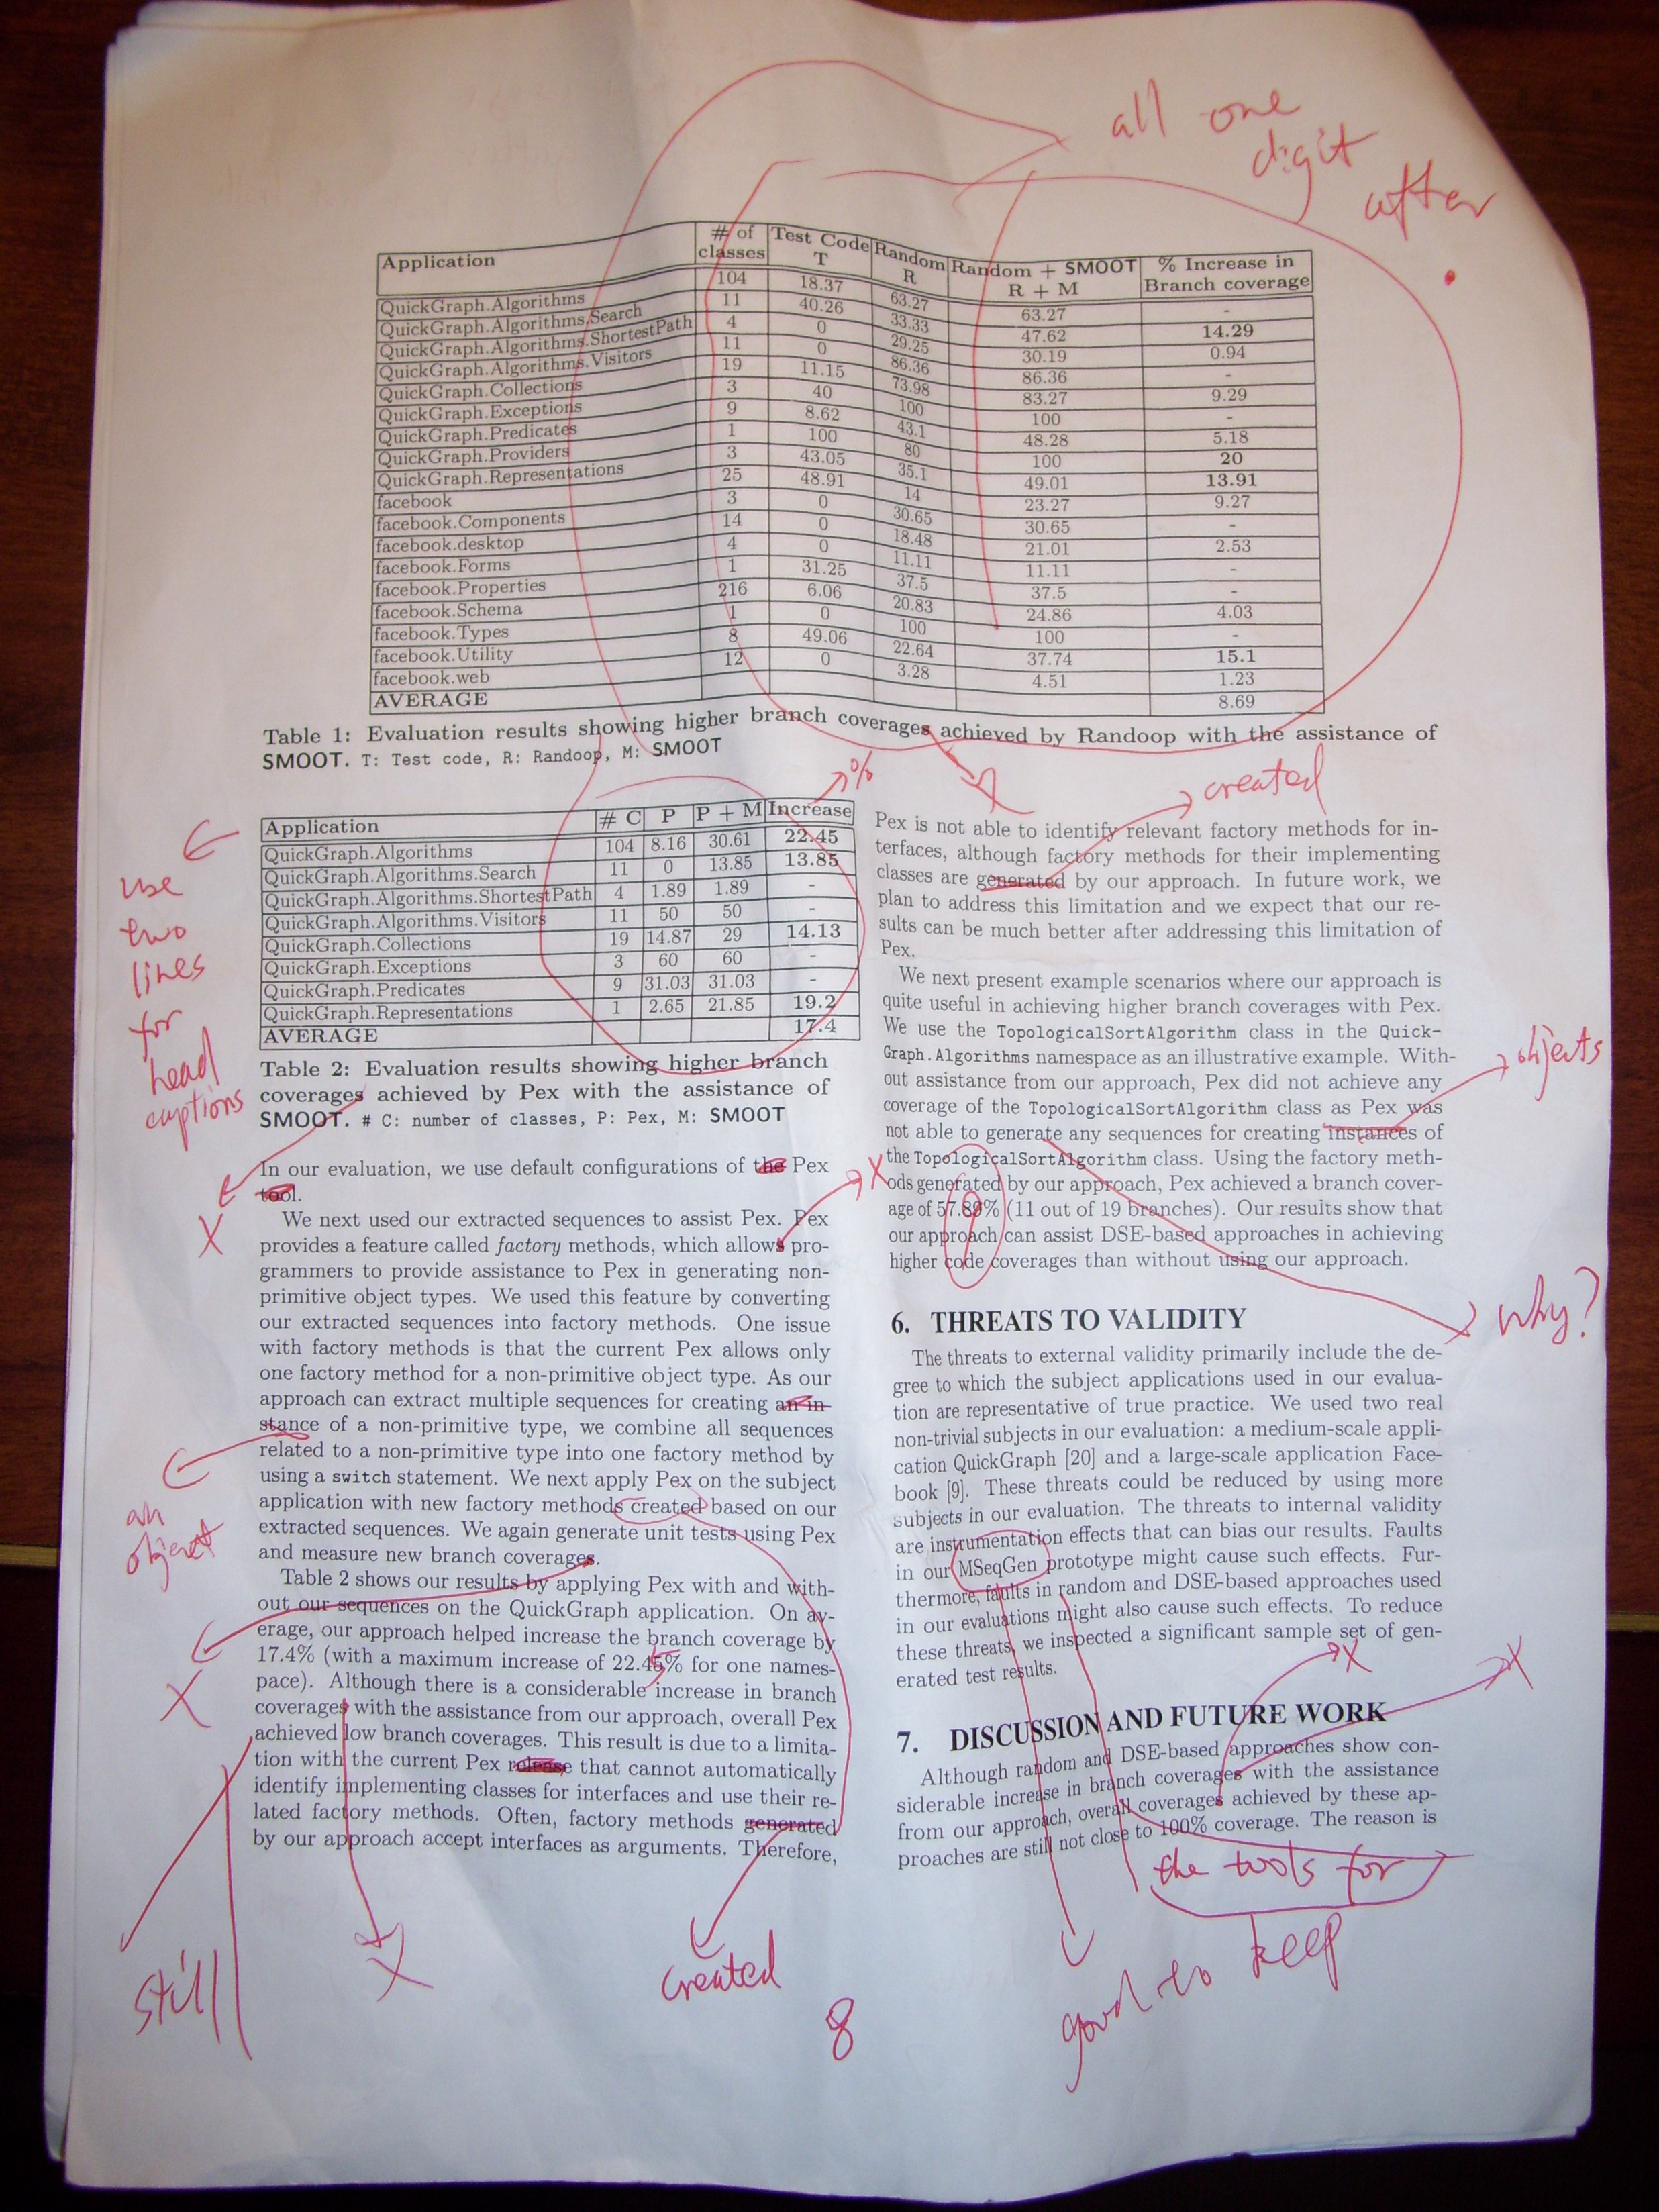 all one
digit
after
.
Application | # of classes | Test Code T | Random R | Random + SMOOT R + M | % Increase in Branch coverage
QuickGraph.Algorithms | 104 | 18.37 | 63.27 | 63.27 | -
QuickGraph.Algorithms.Search | 11 | 40.26 | 33.33 | 47.62 | 14.29
QuickGraph.Algorithms.ShortestPath | 4 | 0 | 29.25 | 30.19 | 0.94
QuickGraph.Algorithms.Visitors | 11 | 0 | 86.36 | 86.36 | -
QuickGraph.Collections | 19 | 11.15 | 73.98 | 83.27 | 9.29
QuickGraph.Exceptions | 3 | 40 | 100 | 100 | -
QuickGraph.Predicates | 9 | 8.62 | 43.1 | 48.28 | 5.18
QuickGraph.Providers | 1 | 100 | 80 | 100 | 20
QuickGraph.Representations | 3 | 43.05 | 35.1 | 49.01 | 13.91
facebook | 25 | 48.91 | 14 | 23.27 | 9.27
facebook.Components | 3 | 0 | 30.65 | 30.65 | -
facebook.desktop | 14 | 0 | 18.48 | 21.01 | 2.53
facebook.Forms | 4 | 0 | 11.11 | 11.11 | -
facebook.Properties | 1 | 31.25 | 37.5 | 37.5 | -
facebook.Schema | 216 | 6.06 | 20.83 | 24.86 | 4.03
facebook.Types | 1 | 0 | 100 | 100 | -
facebook.Utility | 8 | 49.06 | 22.64 | 37.74 | 15.1
facebook.web | 12 | 0 | 3.28 | 4.51 | 1.23
AVERAGE | 8.69
Table 1: Evaluation results showing higher branch coverages achieved by Randoop with the assistance of
SMOOT. T: Test code, R: Randoop, M: SMOOT
%
X
created
use
two
lines
for
head
captions
Application | # C | P | P + M | Increase
QuickGraph.Algorithms | 104 | 8.16 | 30.61 | 22.45
QuickGraph.Algorithms.Search | 11 | 0 | 13.85 | 13.85
QuickGraph.Algorithms.ShortestPath | 4 | 1.89 | 1.89 | -
QuickGraph.Algorithms.Visitors | 11 | 50 | 50 | -
QuickGraph.Collections | 19 | 14.87 | 29 | 14.13
QuickGraph.Exceptions | 3 | 60 | 60 | -
QuickGraph.Predicates | 9 | 31.03 | 31.03 | -
QuickGraph.Representations | 1 | 2.65 | 21.85 | 19.2
AVERAGE | 17.4
Table 2: Evaluation results showing higher branch
coverages achieved by Pex with the assistance of
SMOOT. # C: number of classes, P: Pex, M: SMOOT
X
In our evaluation, we use default configurations of the Pex
tool.
We next used our extracted sequences to assist Pex. Pex
provides a feature called factory methods, which allows pro-
grammers to provide assistance to Pex in generating non-
primitive object types. We used this feature by converting
our extracted sequences into factory methods. One issue
with factory methods is that the current Pex allows only
one factory method for a non-primitive object type. As our
approach can extract multiple sequences for creating an in-
stance of a non-primitive type, we combine all sequences
related to a non-primitive type into one factory method by
using a switch statement. We next apply Pex on the subject
application with new factory methods created based on our
extracted sequences. We again generate unit tests using Pex
and measure new branch coverages.
an
object
Table 2 shows our results by applying Pex with and with-
out our sequences on the QuickGraph application. On av-
erage, our approach helped increase the branch coverage by
17.4% (with a maximum increase of 22.45% for one names-
pace). Although there is a considerable increase in branch
coverages with the assistance from our approach, overall Pex
achieved low branch coverages. This result is due to a limita-
tion with the current Pex release that cannot automatically
identify implementing classes for interfaces and use their re-
lated factory methods. Often, factory methods generated
by our approach accept interfaces as arguments. Therefore,
X
still
X
created
Pex is not able to identify relevant factory methods for in-
terfaces, although factory methods for their implementing
classes are generated by our approach. In future work, we
plan to address this limitation and we expect that our re-
sults can be much better after addressing this limitation of
Pex.
We next present example scenarios where our approach is
quite useful in achieving higher branch coverages with Pex.
We use the TopologicalSortAlgorithm class in the Quick-
Graph.Algorithms namespace as an illustrative example. With-
out assistance from our approach, Pex did not achieve any
coverage of the TopologicalSortAlgorithm class as Pex was
not able to generate any sequences for creating instances of
the TopologicalSortAlgorithm class. Using the factory meth-
ods generated by our approach, Pex achieved a branch cover-
age of 57.89% (11 out of 19 branches). Our results show that
our approach can assist DSE-based approaches in achieving
higher code coverages than without using our approach.
objects
X
why?
6. THREATS TO VALIDITY
The threats to external validity primarily include the de-
gree to which the subject applications used in our evalua-
tion are representative of true practice. We used two real
non-trivial subjects in our evaluation: a medium-scale appli-
cation QuickGraph [20] and a large-scale application Face-
book [9]. These threats could be reduced by using more
subjects in our evaluation. The threats to internal validity
are instrumentation effects that can bias our results. Faults
in our MSeqGen prototype might cause such effects. Fur-
thermore, faults in random and DSE-based approaches used
in our evaluations might also cause such effects. To reduce
these threats, we inspected a significant sample set of gen-
erated test results.
X
X
7. DISCUSSION AND FUTURE WORK
Although random and DSE-based approaches show con-
siderable increase in branch coverages with the assistance
from our approach, overall coverages achieved by these ap-
proaches are still not close to 100% coverage. The reason is
the tools for
good to keep
8